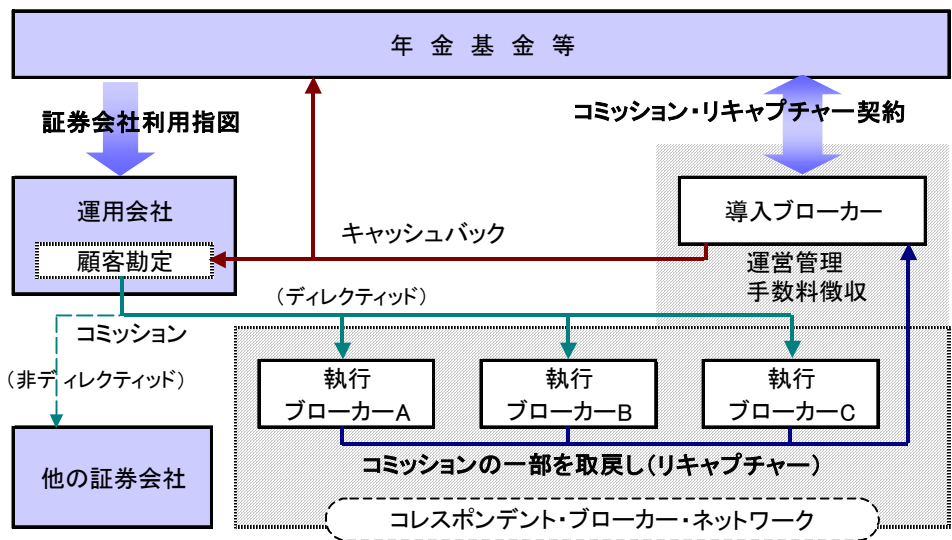 年 金 基 金 等
証券会社利用指図
コミッション・リキャプチャー契約
運用会社
顧客勘定
キャッシュバック
導入ブローカー
運営管理
手数料徴収
(ディレクティッド)
コミッション
(非ディレクティッド)
執行
ブローカーA
執行
ブローカーB
執行
ブローカーC
他の証券会社
コミッションの一部を取戻し(リキャプチャー)
コレスポンデント・ブローカー・ネットワーク